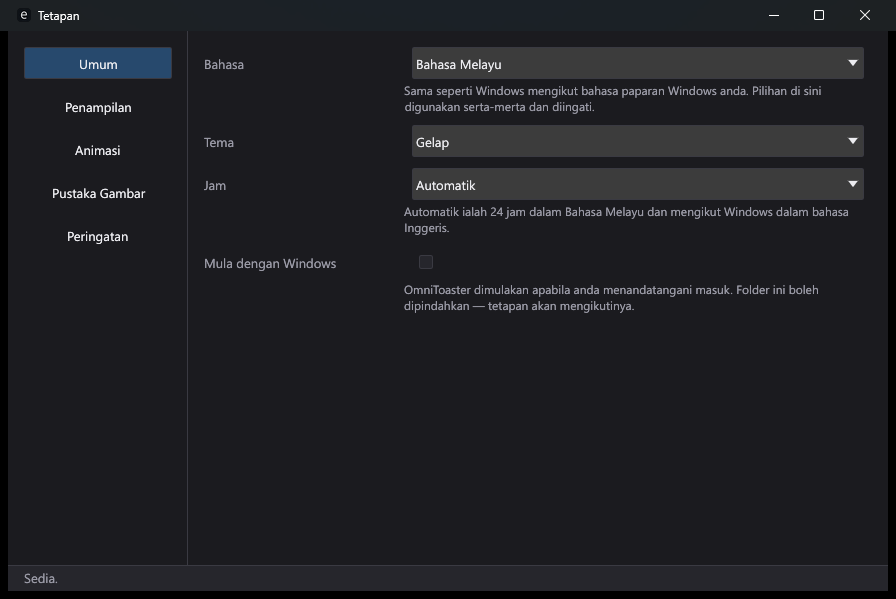 e Tetapan
Umum
Penampilan
Animasi
Pustaka Gambar
Peringatan
Bahasa
Bahasa Melayu
Sama seperti Windows mengikut bahasa paparan Windows anda. Pilihan di sini
digunakan serta-merta dan diingati.
Tema
Gelap
Jam
Automatik
Automatik ialah 24 jam dalam Bahasa Melayu dan mengikut Windows dalam bahasa
Inggeris.
Mula dengan Windows
OmniToaster dimulakan apabila anda menandatangani masuk. Folder ini boleh
dipindahkan — tetapan akan mengikutinya.
Sedia.